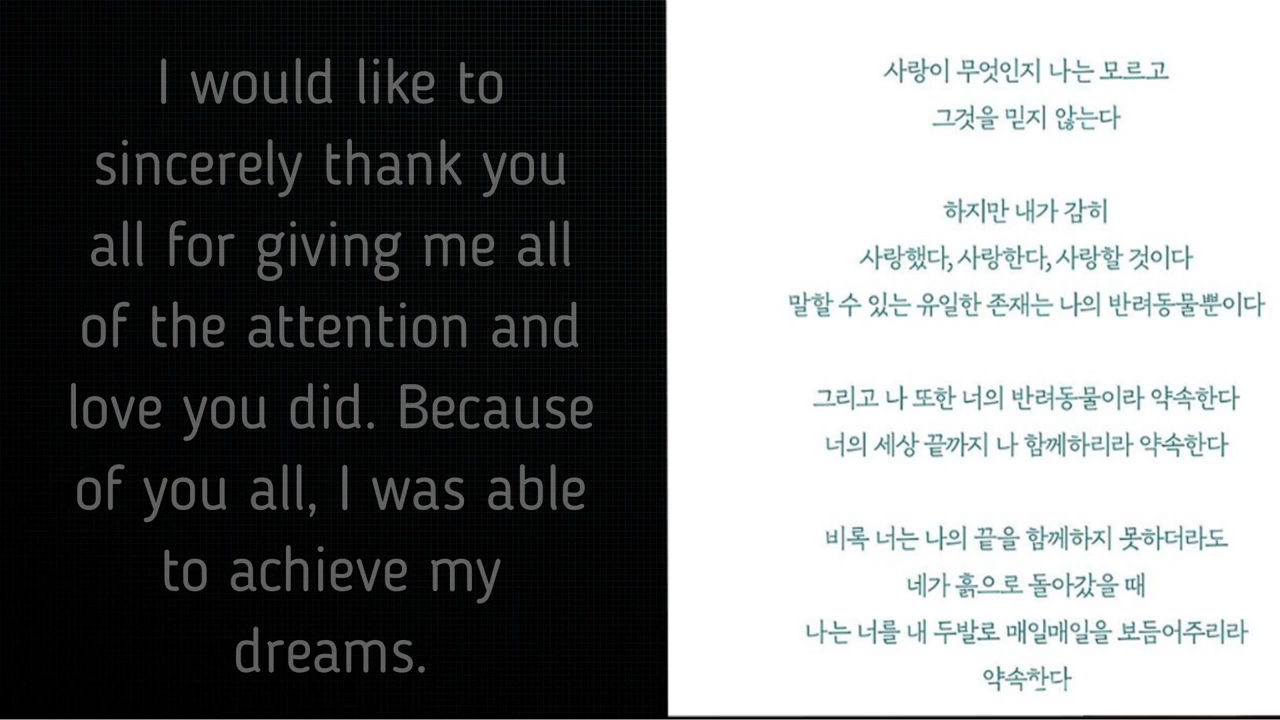 I would like to
sincerely thank you
all for giving me all
of the attention and
love you did. Because
of you all, I was able
to achieve my
dreams.
사랑이 무엇인지 나는 모르고
그것을 믿지 않는다
하지만 내가 감히
사랑했다, 사랑한다, 사랑할 것이다
말할 수 있는 유일한 존재는 나의 반려동물뿐이다
그리고 나 또한 너의 반려동물이라 약속한다
너의 세상 끝까지 나 함께하리라 약속한다
비록 너는 나의 끝을 함께하지 못하더라도
네가 흙으로 돌아갔을 때
나는 너를 내 두발로 매일매일을 보듬어주리라
약속한다